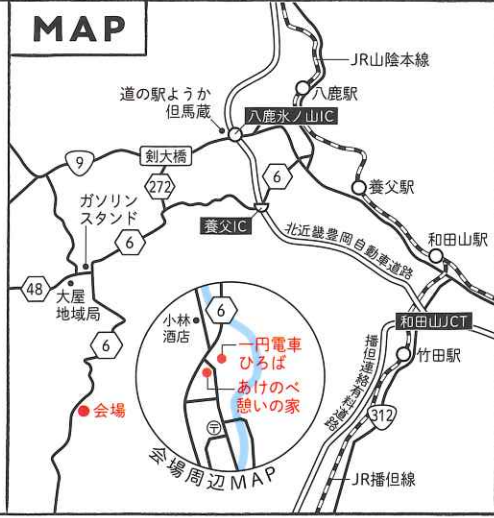 MAP
JR山陰本線
八鹿駅
道の駅ようか
但馬蔵
八鹿氷ノ山IC
9
剣大橋
272
6
養父駅
ガソリン
スタンド
養父IC
6
北近畿豊岡自動車道路
和田山駅
48
大屋
地域局
6
6
小林
酒店
一円電車
ひろば
あけのべ
憩いの家
〒
会場周辺MAP
会場
和田山JCT
竹田駅
播但連絡有料道路
312
JR播但線